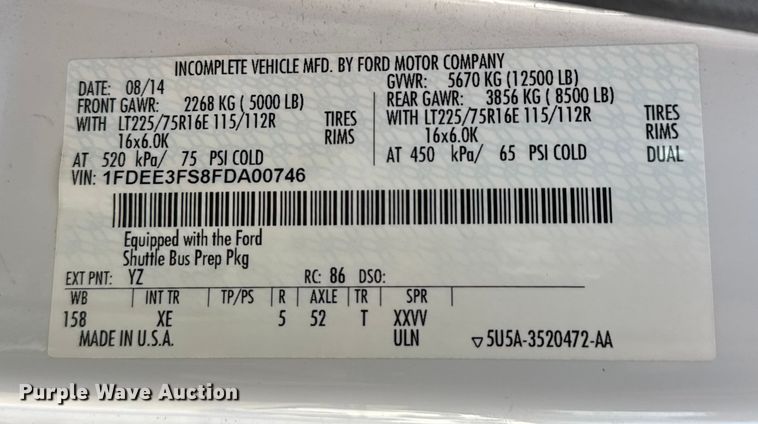 INCOMPLETE VEHICLE MFD. BY FORD MOTOR COMPANY
DATE: 08/14 GVWR: 5670 KG (12500 LB)
FRONT GAWR: 2268 KG ( 5000 LB) REAR GAWR: 3856 KG ( 8500 LB)
WITH LT225/75R16E 115/112R TIRES WITH LT225/75R16E 115/112R TIRES
16x6.0K RIMS 16x6.0K RIMS
AT 520 kPa/ 75 PSI COLD AT 450 kPa/ 65 PSI COLD DUAL
VIN: 1FDEE3FS8FDA00746
Equipped with the Ford
Shuttle Bus Prep Pkg
EXT PNT: YZ RC: 86 DSO:
WB INT TR TP/PS R AXLE TR SPR
158 XE 5 52 T XXVV
MADE IN U.S.A. ULN ▽5U5A-3520472-AA
Purple Wave Auction